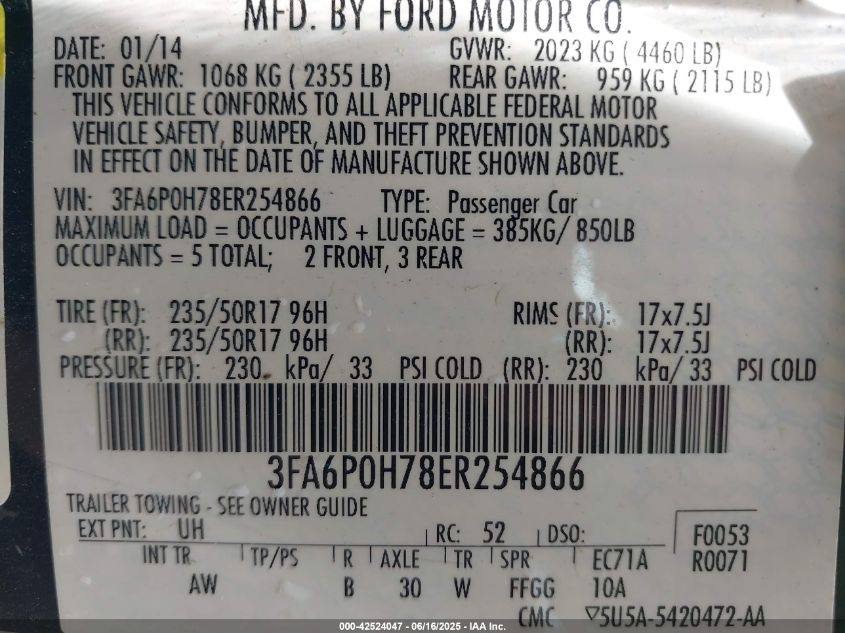 MFD. BY FORD MOTOR CO.
DATE: 01/14 GVWR: 2023 KG ( 4460 LB)
FRONT GAWR: 1068 KG ( 2355 LB) REAR GAWR: 959 KG ( 2115 LB)
THIS VEHICLE CONFORMS TO ALL APPLICABLE FEDERAL MOTOR
VEHICLE SAFETY, BUMPER, AND THEFT PREVENTION STANDARDS
IN EFFECT ON THE DATE OF MANUFACTURE SHOWN ABOVE.
VIN: 3FA6P0H78ER254866 TYPE: Passenger Car
MAXIMUM LOAD = OCCUPANTS + LUGGAGE = 385KG/ 850LB
OCCUPANTS = 5 TOTAL; 2 FRONT, 3 REAR
TIRE (FR): 235/50R17 96H RIMS (FR): 17x7.5J
(RR): 235/50R17 96H (RR): 17x7.5J
PRESSURE (FR): 230 kPa/ 33 PSI COLD (RR): 230 kPa/ 33 PSI COLD
3FA6P0H78ER254866
TRAILER TOWING - SEE OWNER GUIDE
EXT PNT: UH RC: 52 DSO: F0053
INT TR TP/PS R AXLE TR SPR EC71A R0071
AW B 30 W FFGG 10A
CMC ▽5U5A-5420472-AA
000-42524047 - 06/16/2025 - IAA Inc.